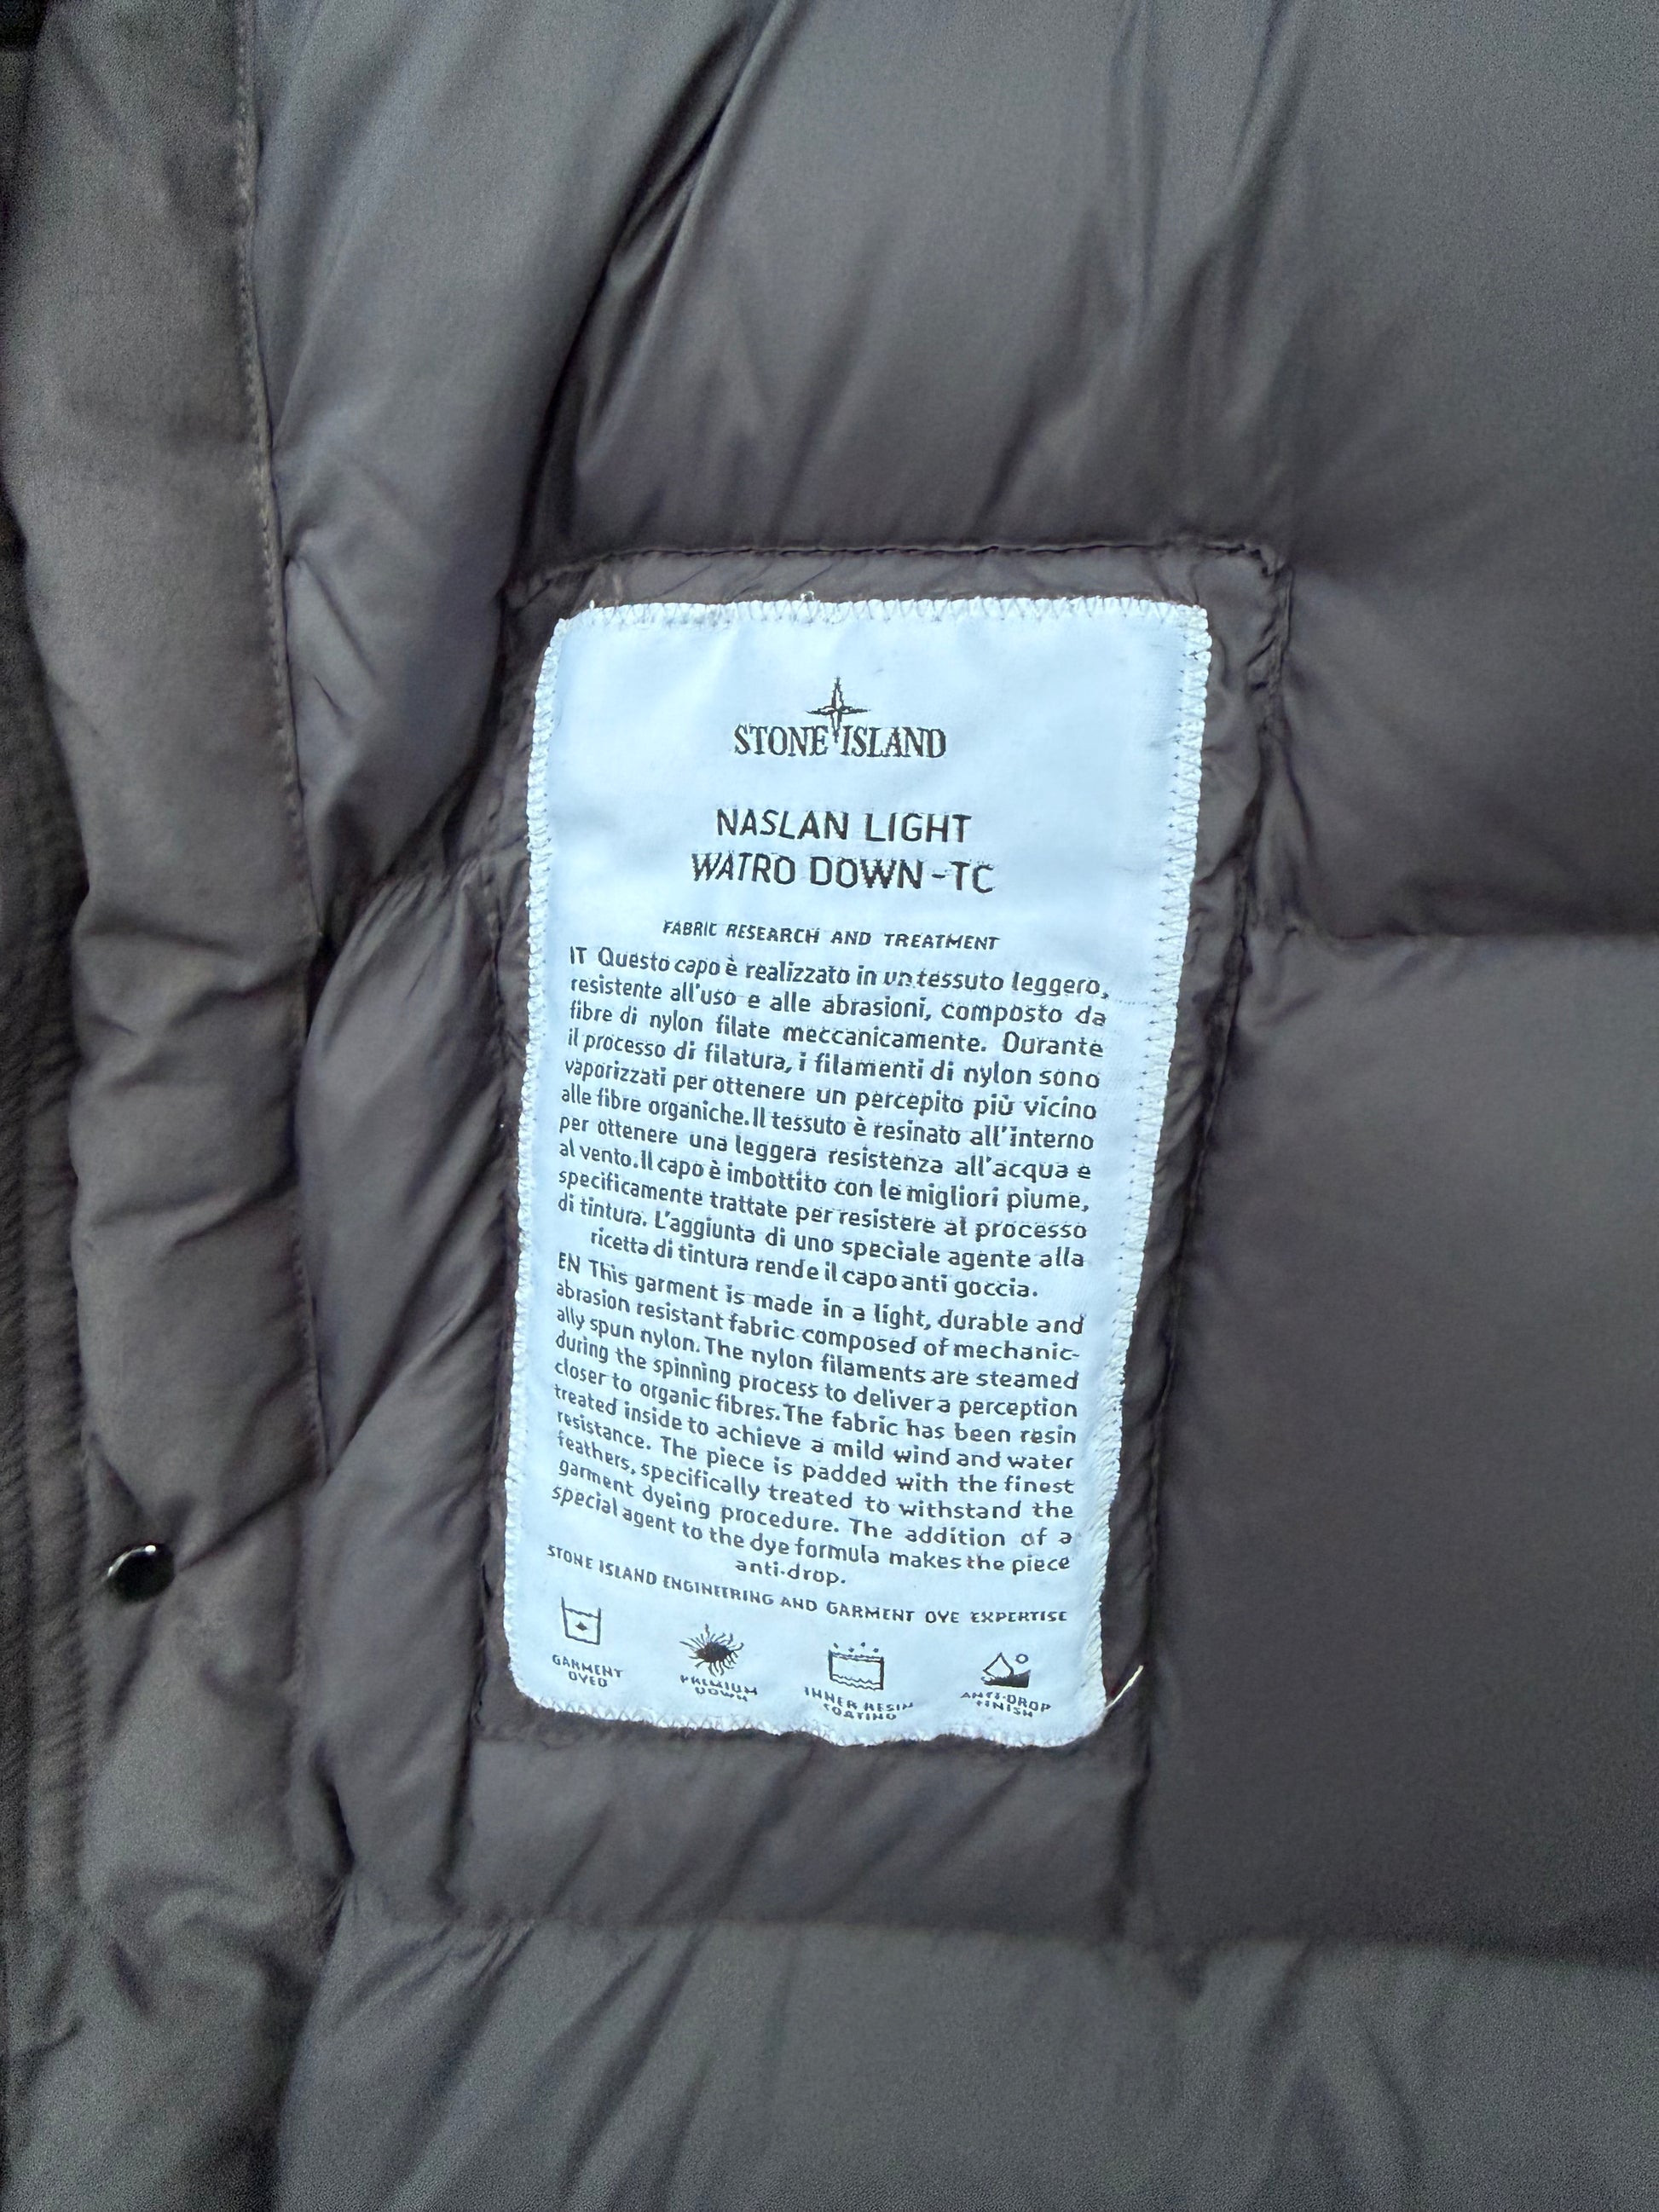 STONE ISLAND
NASLAN LIGHT
WATRO DOWN-TC
FABRIC RESEARCH AND TREATMENT
IT Questo capo è realizzato in un tessuto leggero,
resistente all'uso e alle abrasioni, composto da
fibre di nylon filate meccanicamente. Durante
il processo di filatura, i filamenti di nylon sono
vaporizzati per ottenere un percepito più vicino
alle fibre organiche. Il tessuto è resinato all'interno
per ottenere una leggera resistenza all'acqua e
al vento. Il capo è imbottito con le migliori piume,
specificamente trattate per resistere al processo
di tintura. L'aggiunta di uno speciale agente alla
ricetta di tintura rende il capo anti goccia.
EN This garment is made in a light, durable and
abrasion resistant fabric composed of mechanic-
ally spun nylon. The nylon filaments are steamed
during the spinning process to deliver a perception
closer to organic fibres. The fabric has been resin
treated inside to achieve a mild wind and water
resistance. The piece is padded with the finest
feathers, specifically treated to withstand the
garment dyeing procedure. The addition of a
special agent to the dye formula makes the piece
anti-drop.
STONE ISLAND ENGINEERING AND GARMENT DYE EXPERTISE
GARMENT
DYED
PREMIUM
DOWN
INNER RESIN
COATING
ANTI-DROP
FINISH